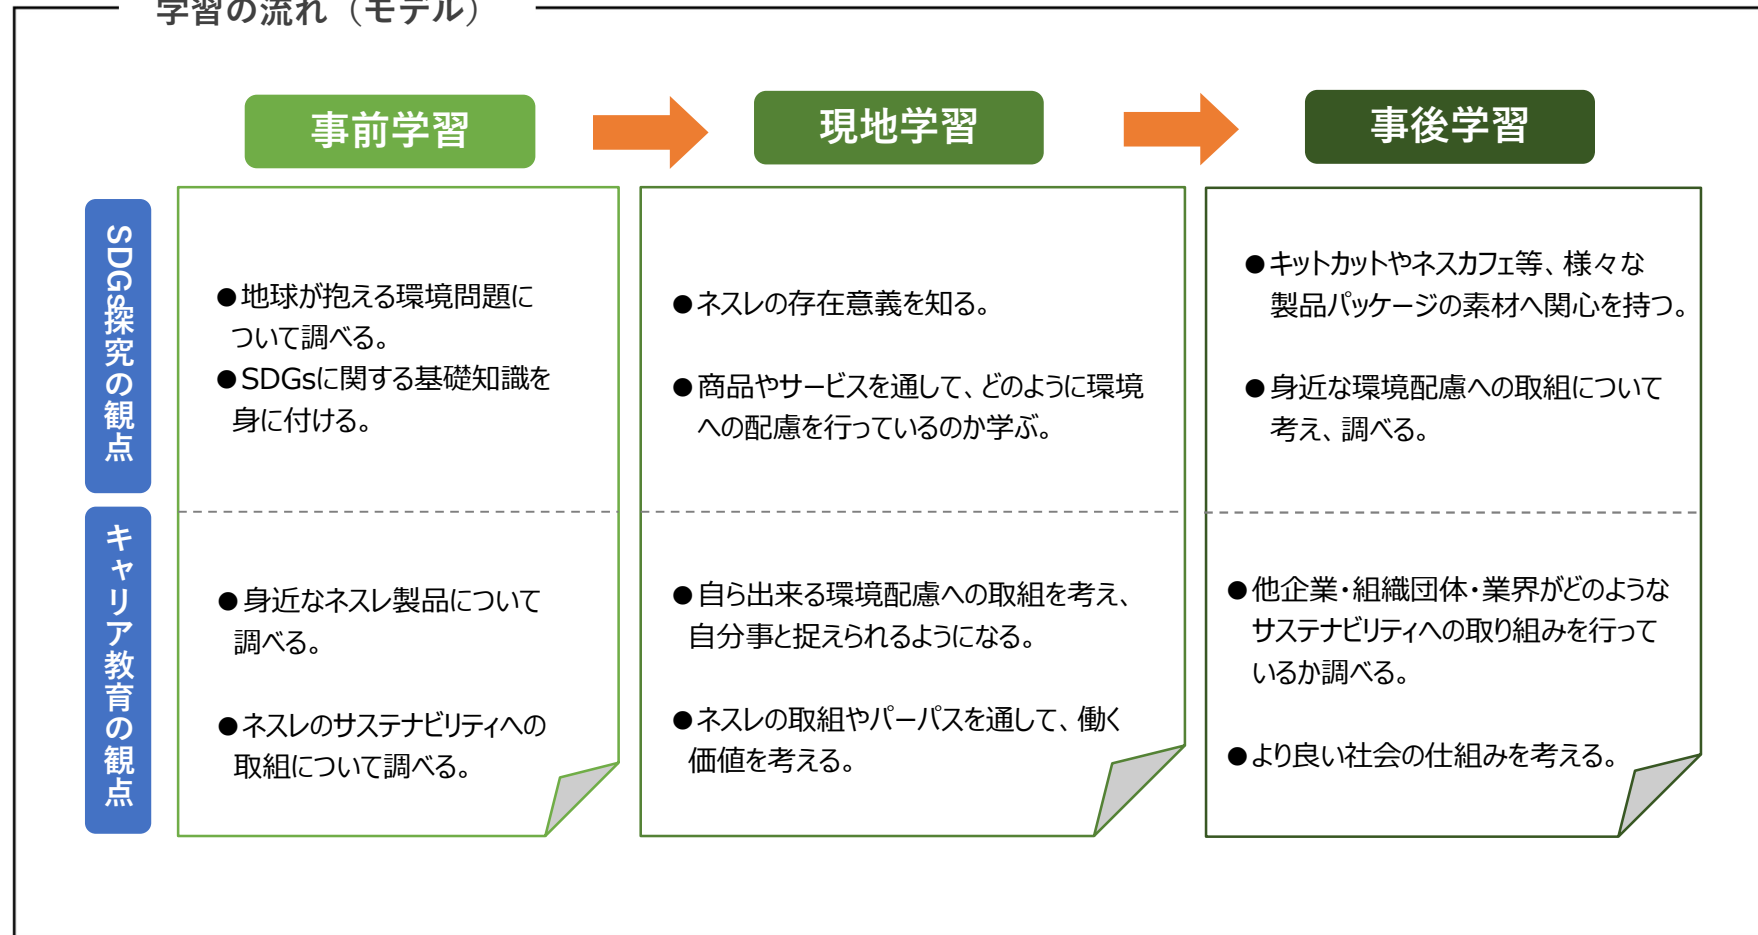 学習の流れ（モデル）
事前学習
現地学習
事後学習
SDGs探究の観点
●地球が抱える環境問題に
ついて調べる。
●SDGsに関する基礎知識を
身に付ける。
●ネスレの存在意義を知る。
●商品やサービスを通して、どのように環境
への配慮を行っているのか学ぶ。
●キットカットやネスカフェ等、様々な
製品パッケージの素材へ関心を持つ。
●身近な環境配慮への取組について
考え、調べる。
キャリア教育の観点
●身近なネスレ製品について
調べる。
●ネスレのサステナビリティへの
取組について調べる。
●自ら出来る環境配慮への取組を考え、
自分事と捉えられるようになる。
●ネスレの取組やパーパスを通して、働く
価値を考える。
●他企業・組織団体・業界がどのような
サステナビリティへの取り組みを行って
いるか調べる。
●より良い社会の仕組みを考える。